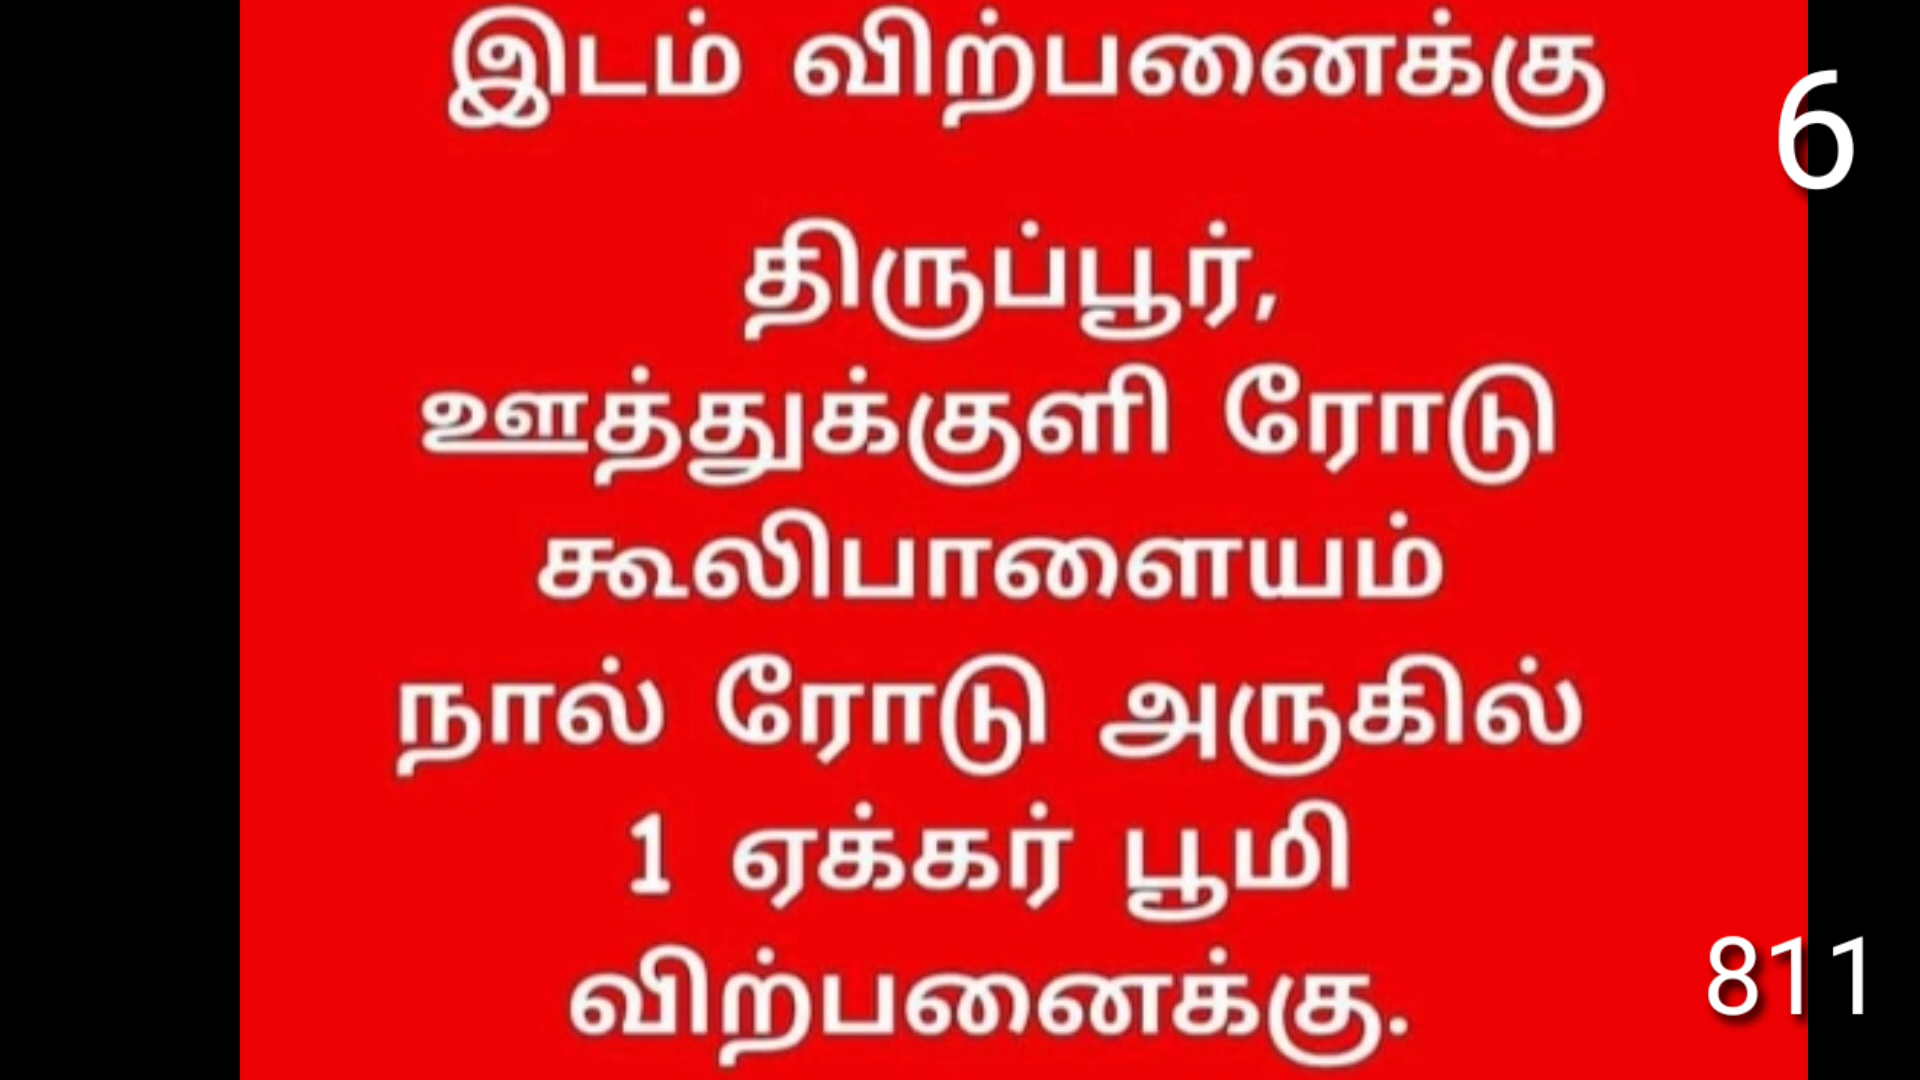 இடம் விற்பனைக்கு
6
திருப்பூர்,
ஊத்துக்குளி ரோடு
கூலிபாளையம்
நால் ரோடு அருகில்
1 ஏக்கர் பூமி
விற்பனைக்கு.
811